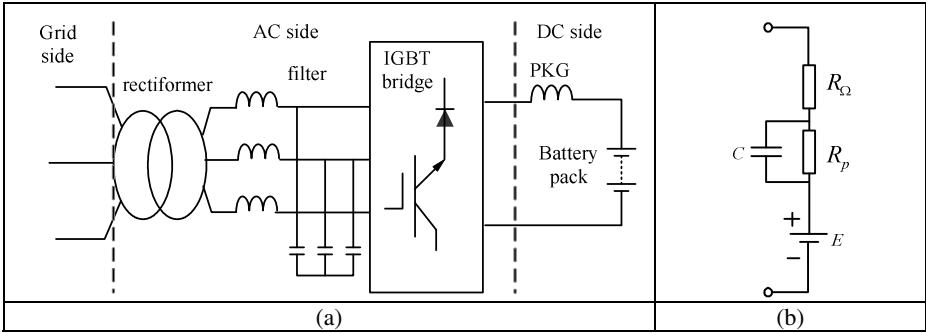 Grid
side
AC side
DC side
rectiformer
filter
IGBT
bridge
PKG
Battery
pack
(a)
RΩ
C
Rp
+
E
−
(b)